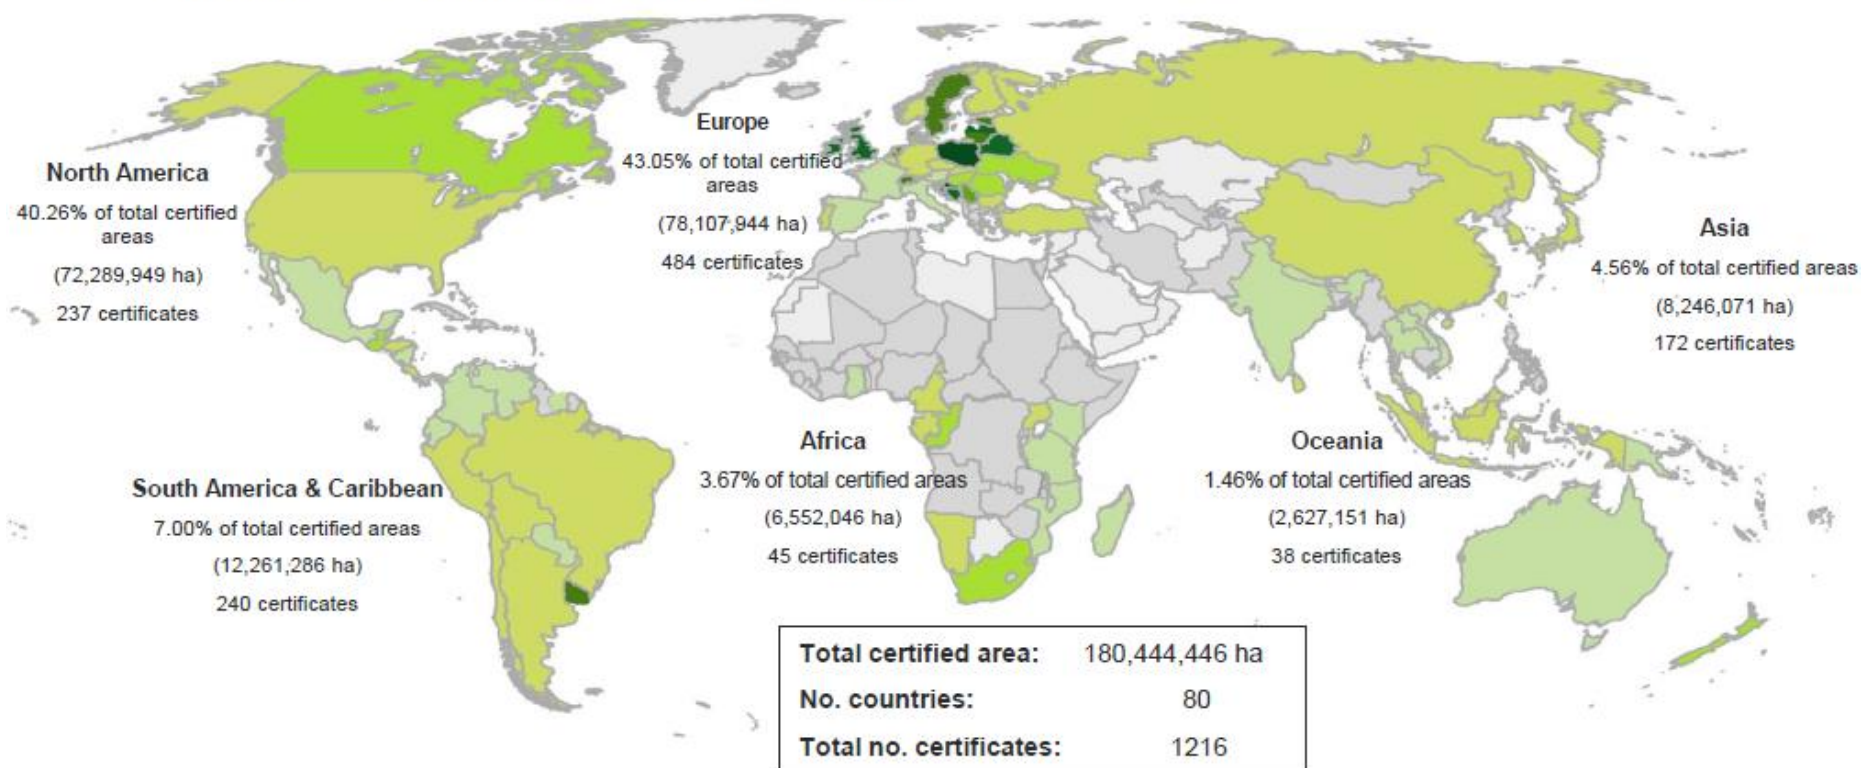 North America
40.26% of total certified
areas
(72,289,949 ha)
237 certificates
Europe
43.05% of total certified
areas
(78,107,944 ha)
484 certificates
Asia
4.56% of total certified areas
(8,246,071 ha)
172 certificates
South America & Caribbean
7.00% of total certified areas
(12,261,286 ha)
240 certificates
Africa
3.67% of total certified areas
(6,552,046 ha)
45 certificates
Oceania
1.46% of total certified areas
(2,627,151 ha)
38 certificates
Total certified area: 180,444,446 ha
No. countries: 80
Total no. certificates: 1216